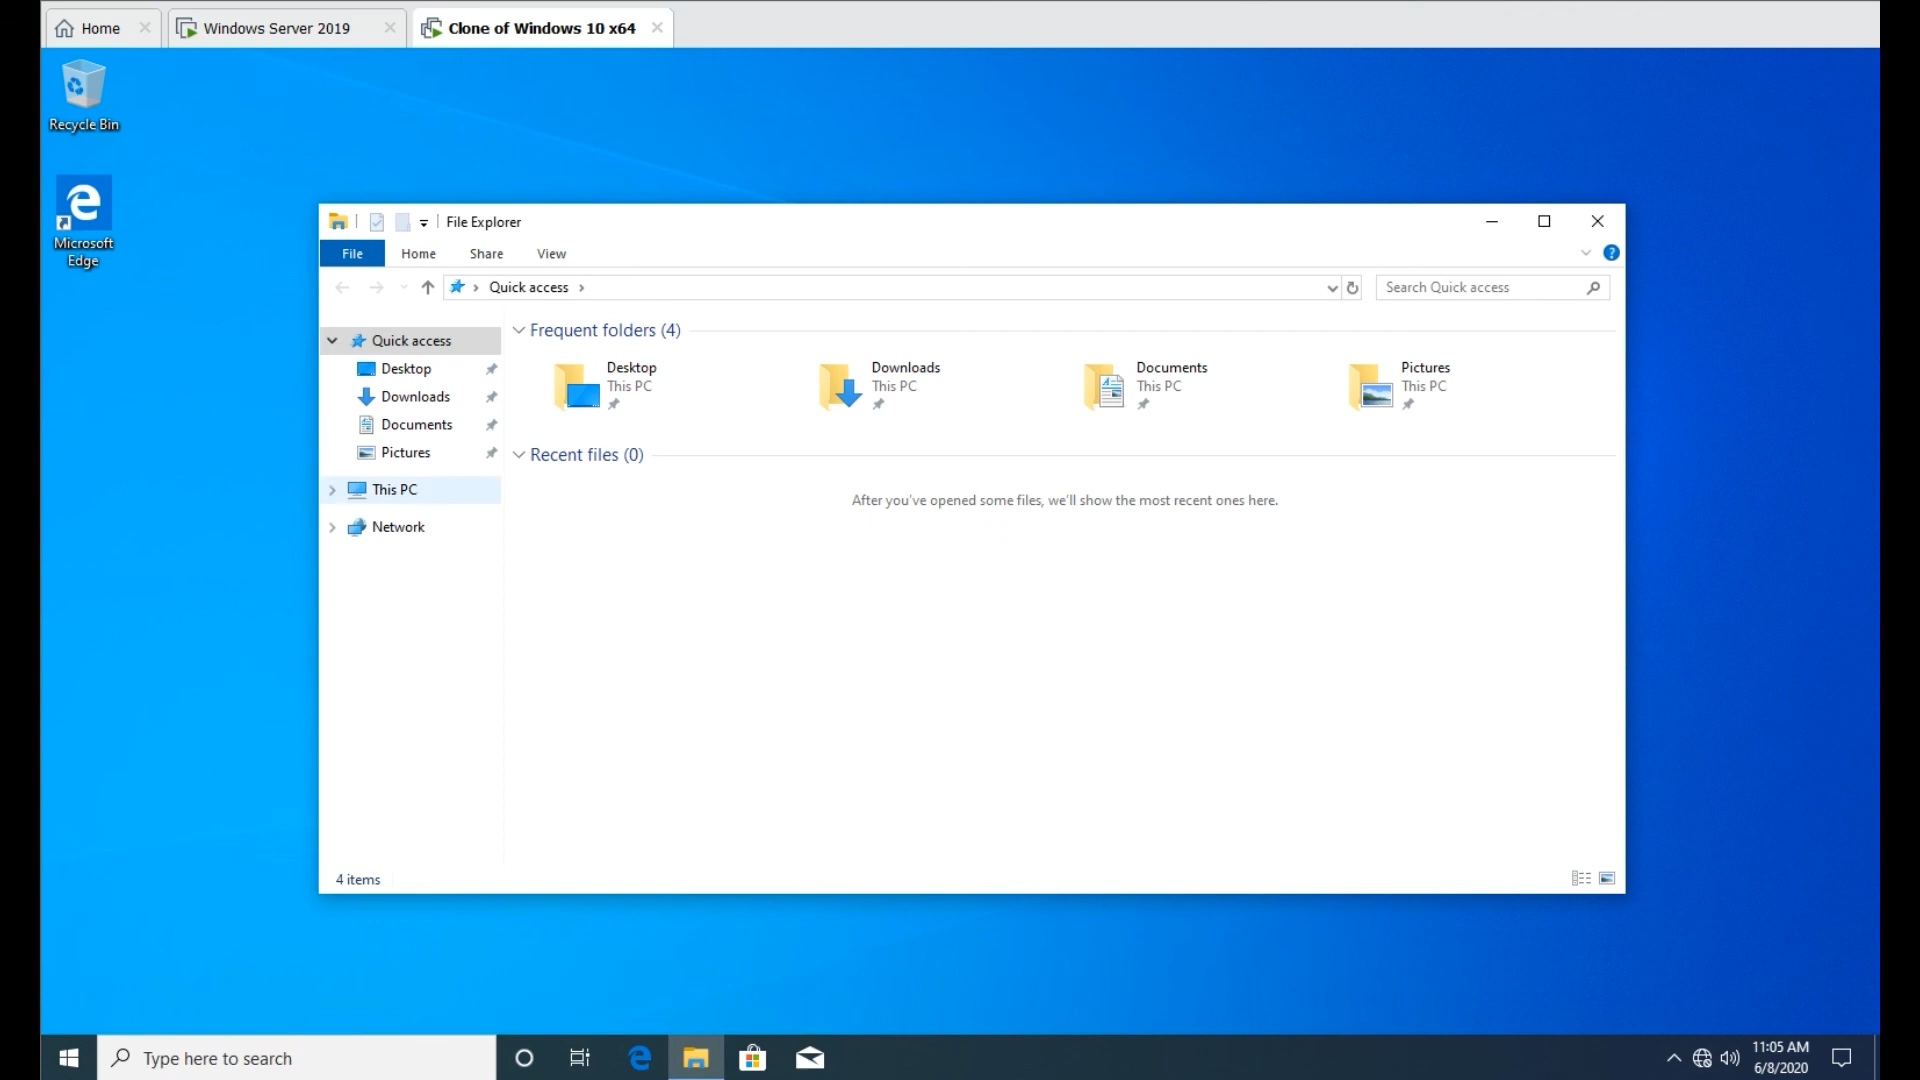 Home
Windows Server 2019
Clone of Windows 10 x64
Recycle Bin
Microsoft
Edge
File Explorer
File
Home
Share
View
Quick access
Search Quick access
Quick access
Desktop
Downloads
Documents
Pictures
This PC
Network
Frequent folders (4)
Desktop
This PC
Downloads
This PC
Documents
This PC
Pictures
This PC
Recent files (0)
After you've opened some files, we'll show the most recent ones here.
4 items
Type here to search
11:05 AM
6/8/2020